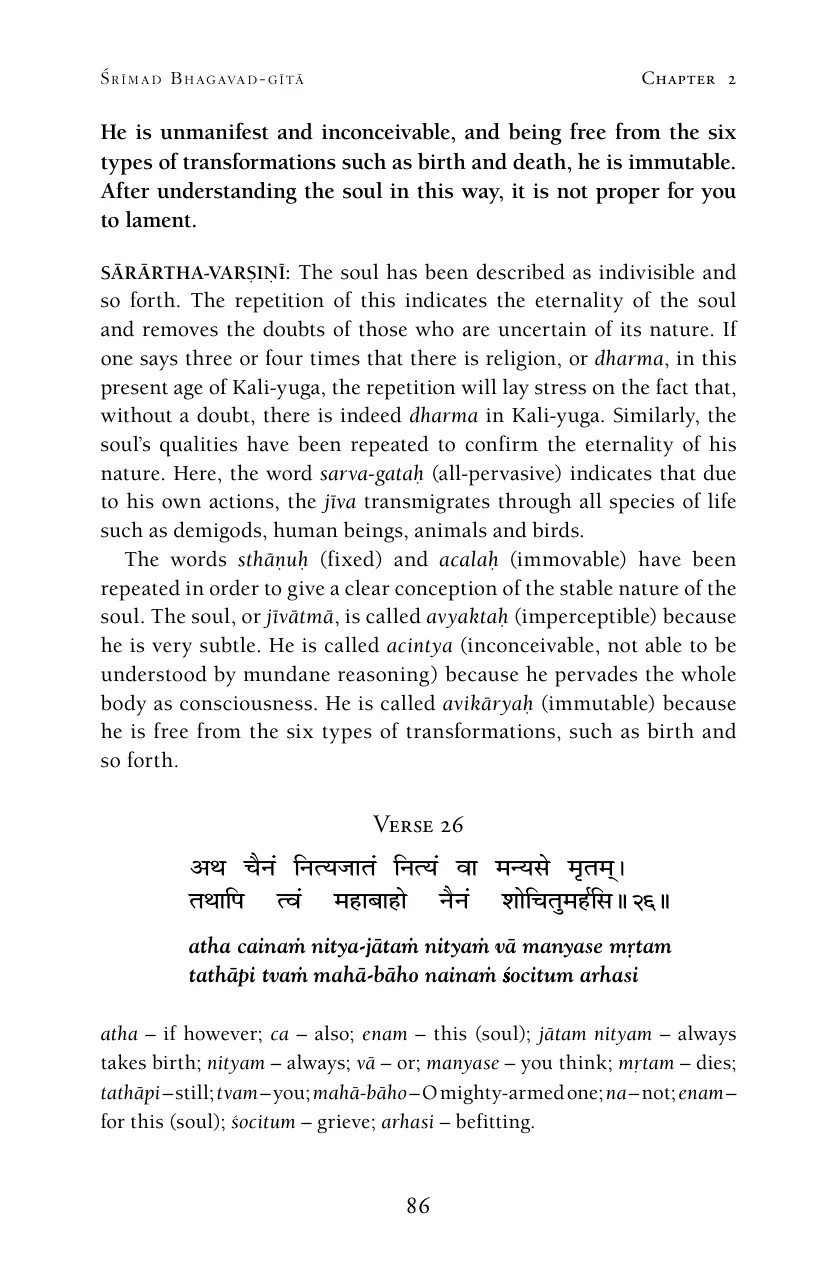 Śrīmad Bhagavad-gītā Chapter 2
He is unmanifest and inconceivable, and being free from the six
types of transformations such as birth and death, he is immutable.
After understanding the soul in this way, it is not proper for you
to lament.
SĀRĀRTHA-VARṢIṆĪ: The soul has been described as indivisible and
so forth. The repetition of this indicates the eternality of the soul
and removes the doubts of those who are uncertain of its nature. If
one says three or four times that there is religion, or dharma, in this
present age of Kali-yuga, the repetition will lay stress on the fact that,
without a doubt, there is indeed dharma in Kali-yuga. Similarly, the
soul’s qualities have been repeated to confirm the eternality of his
nature. Here, the word sarva-gataḥ (all-pervasive) indicates that due
to his own actions, the jīva transmigrates through all species of life
such as demigods, human beings, animals and birds.
The words sthāṇuḥ (fixed) and acalaḥ (immovable) have been
repeated in order to give a clear conception of the stable nature of the
soul. The soul, or jīvātmā, is called avyaktaḥ (imperceptible) because
he is very subtle. He is called acintya (inconceivable, not able to be
understood by mundane reasoning) because he pervades the whole
body as consciousness. He is called avikāryaḥ (immutable) because
he is free from the six types of transformations, such as birth and
so forth.
Verse 26
अथ चैनं नित्यजातं नित्यं वा मन्यसे मृतम्।
तथापि त्वं महाबाहो नैनं शोचितुमर्हसि॥२६॥
atha cainaṁ nitya-jātaṁ nityaṁ vā manyase mṛtam
tathāpi tvaṁ mahā-bāho nainaṁ śocitum arhasi
atha – if however; ca – also; enam – this (soul); jātam nityam – always
takes birth; nityam – always; vā – or; manyase – you think; mṛtam – dies;
tathāpi – still; tvam – you; mahā-bāho – O mighty-armed one; na – not; enam –
for this (soul); śocitum – grieve; arhasi – befitting.
86